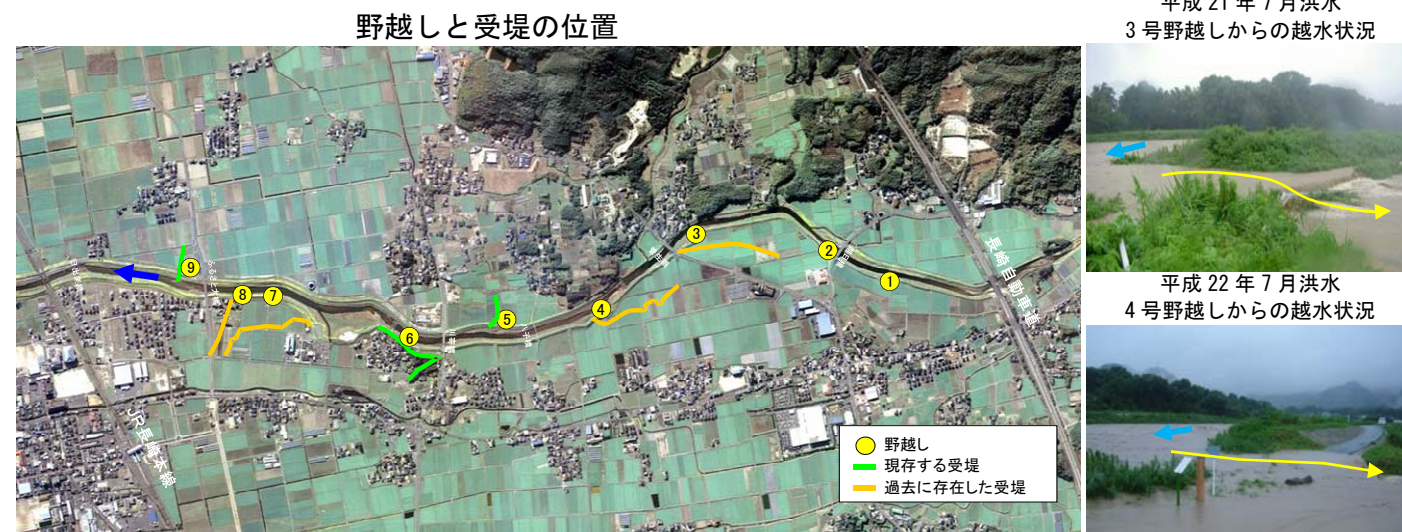 野越しと受堤の位置
平成 21 年 7 月洪水
3 号野越しからの越水状況
3
2
1
9
8
7
6
5
4
長崎自動車道
JR長崎本線
野越し
現存する受堤
過去に存在した受堤
平成 22 年 7 月洪水
4 号野越しからの越水状況